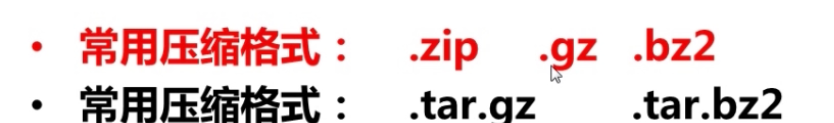 • 常用压缩格式： .zip .gz .bz2
• 常用压缩格式： .tar.gz .tar.bz2